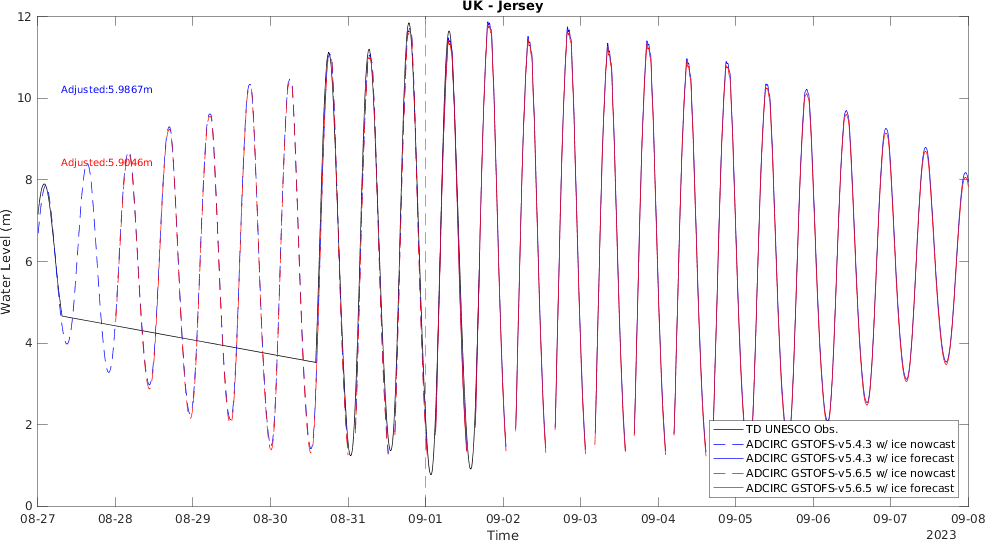 UK - Jersey
12
10
8
6
4
2
0
Water Level (m)
Adjusted:5.9867m
Adjusted:5.9046m
TD UNESCO Obs.
ADCIRC GSTOFS-v5.4.3 w/ ice nowcast
ADCIRC GSTOFS-v5.4.3 w/ ice forecast
ADCIRC GSTOFS-v5.6.5 w/ ice nowcast
ADCIRC GSTOFS-v5.6.5 w/ ice forecast
08-27 08-28 08-29 08-30 08-31 09-01 09-02 09-03 09-04 09-05 09-06 09-07 09-08
Time
2023